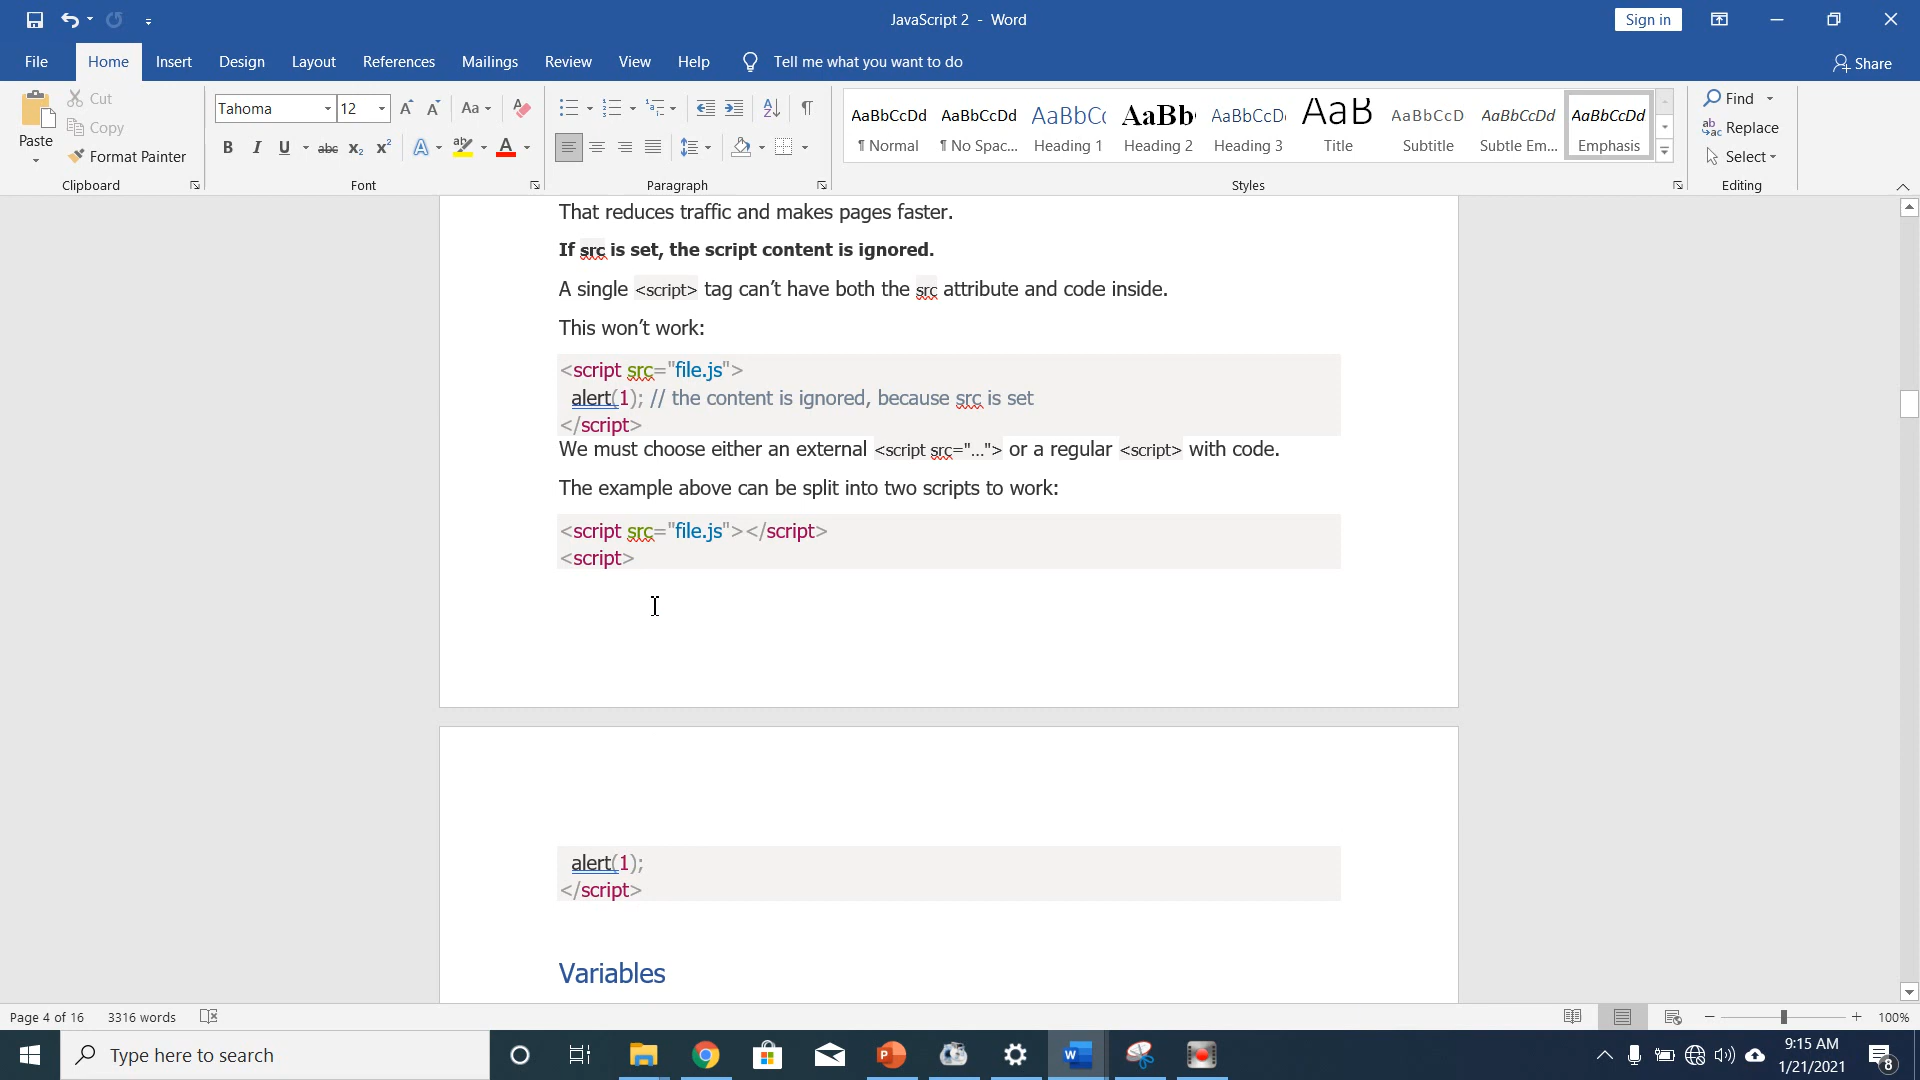 JavaScript 2 - Word
Sign in
File Home Insert Design Layout References Mailings Review View Help Tell me what you want to do
Share
Paste
Cut
Copy
Format Painter
Clipboard
Tahoma 12
Font
Paragraph
AaBbCcDd AaBbCcDd AaBbC AaBb AaBbCcD AaB AaBbCcD AaBbCcDd AaBbCcDd
¶ Normal ¶ No Spac... Heading 1 Heading 2 Heading 3 Title Subtitle Subtle Em... Emphasis
Styles
Find
Replace
Select
Editing
That reduces traffic and makes pages faster.
If src is set, the script content is ignored.
A single <script> tag can’t have both the src attribute and code inside.
This won’t work:
<script src="file.js">
alert(1); // the content is ignored, because src is set
</script>
We must choose either an external <script src="…"> or a regular <script> with code.
The example above can be split into two scripts to work:
<script src="file.js"></script>
<script>
alert(1);
</script>
Variables
Page 4 of 16 3316 words
100%
Type here to search
9:15 AM
1/21/2021
8